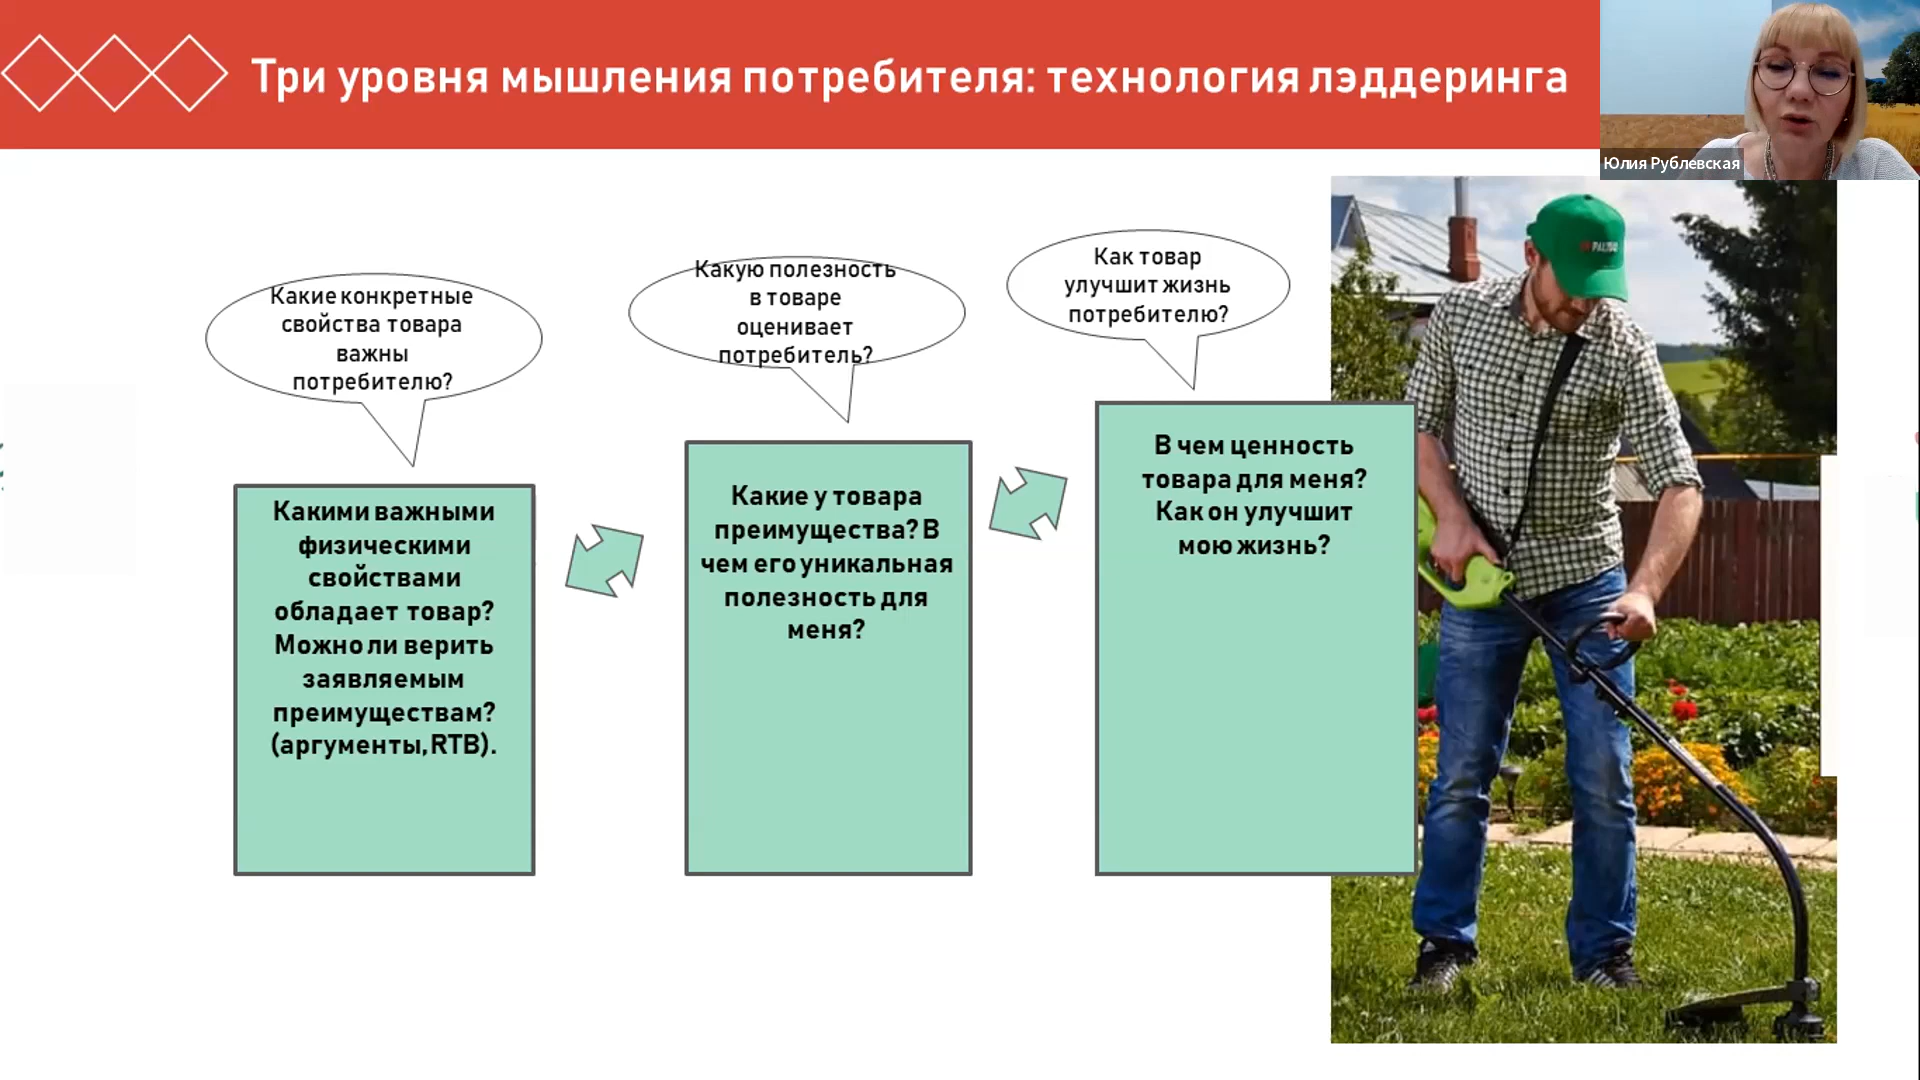 Три уровня мышления потребителя: технология лэддеринга
Юлия Рублевская
Какие конкретные
свойства товара
важны
потребителю?
Какую полезность
в товаре
оценивает
потребитель?
Как товар
улучшит жизнь
потребителю?
Какими важными
физическими
свойствами
обладает товар?
Можно ли верить
заявляемым
преимуществам?
(аргументы, RTB).
Какие у товара
преимущества? В
чем его уникальная
полезность для
меня?
В чем ценность
товара для меня?
Как он улучшит
мою жизнь?